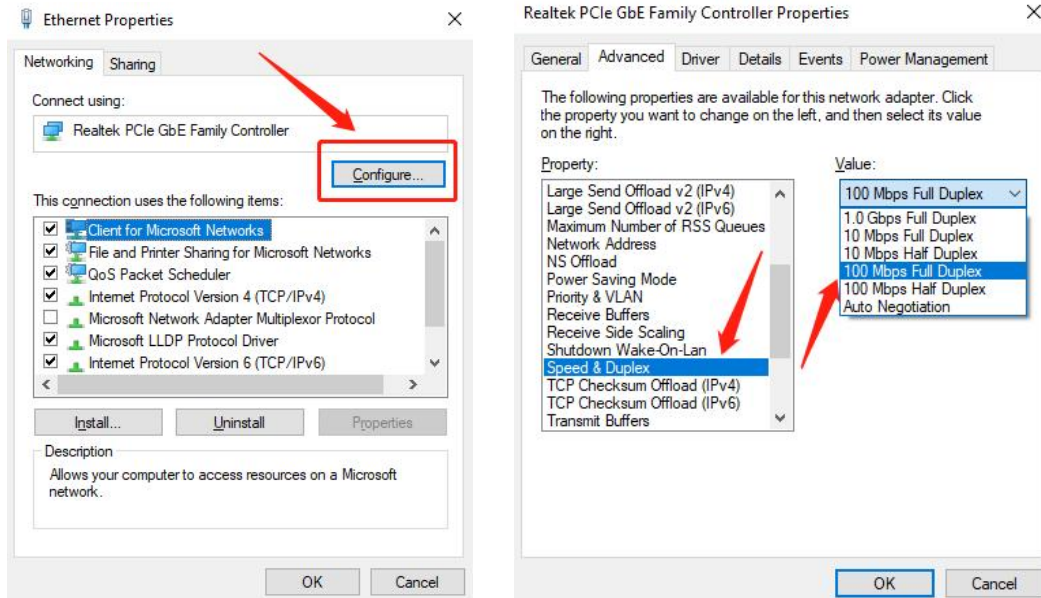 Ethernet Properties
Networking
Sharing
Connect using:
Realtek PCIe GbE Family Controller
Configure...
This connection uses the following items:
Client for Microsoft Networks
File and Printer Sharing for Microsoft Networks
QoS Packet Scheduler
Internet Protocol Version 4 (TCP/IPv4)
Microsoft Network Adapter Multiplexor Protocol
Microsoft LLDP Protocol Driver
Internet Protocol Version 6 (TCP/IPv6)
Install...
Uninstall
Properties
Description
Allows your computer to access resources on a Microsoft
network.
OK
Cancel
Realtek PCIe GbE Family Controller Properties
General
Advanced
Driver
Details
Events
Power Management
The following properties are available for this network adapter. Click
the property you want to change on the left, and then select its value
on the right.
Property:
Large Send Offload v2 (IPv4)
Large Send Offload v2 (IPv6)
Maximum Number of RSS Queues
Network Address
NS Offload
Power Saving Mode
Priority & VLAN
Receive Buffers
Receive Side Scaling
Shutdown Wake-On-Lan
Speed & Duplex
TCP Checksum Offload (IPv4)
TCP Checksum Offload (IPv6)
Transmit Buffers
Value:
100 Mbps Full Duplex
1.0 Gbps Full Duplex
10 Mbps Full Duplex
10 Mbps Half Duplex
100 Mbps Full Duplex
100 Mbps Half Duplex
Auto Negotiation
OK
Cancel